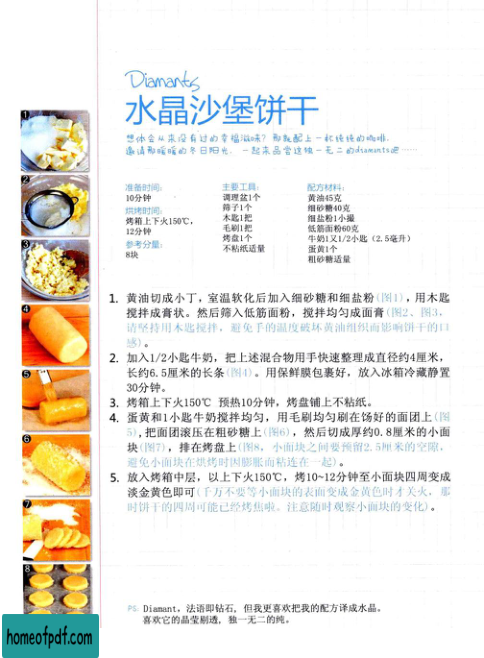 Diamants
水晶沙堡饼干
想体会从来没有过的幸福滋味? 那就配上一杯纯纯的咖啡.
邀请那暖暖的冬日阳光. 一起来品尝这独一无二的diamants吧……
准备时间:
10分钟
烘烤时间:
烤箱上下火150℃,
12分钟
参考分量:
8块
主要工具:
调理盆1个
筛子1个
木匙1把
毛刷1把
烤盘1个
不粘纸适量
配方材料:
黄油45克
细砂糖40克
细盐粉1小撮
低筋面粉60克
牛奶1又1/2小匙 (2.5毫升)
蛋黄1个
粗砂糖适量
1. 黄油切成小丁, 室温软化后加入细砂糖和细盐粉(图1), 用木匙
搅拌成膏状。然后筛入低筋面粉, 搅拌均匀成面膏(图2、图3,
请坚持用木匙搅拌, 避免手的温度破坏黄油组织而影响饼干的口
感)。
2. 加入1/2小匙牛奶, 把上述混合物用手快速整理成直径约4厘米,
长约6.5厘米的长条(图4)。用保鲜膜包裹好, 放入冰箱冷藏静置
30分钟。
3. 烤箱上下火150℃ 预热10分钟, 烤盘铺上不粘纸。
4. 蛋黄和1小匙牛奶搅拌均匀, 用毛刷均匀刷在饧好的面团上(图
5), 把面团滚压在粗砂糖上(图6), 然后切成厚约0.8厘米的小面
块(图7), 排在烤盘上(图8, 小面块之间要预留2.5厘米的空隙,
避免小面块在烘烤时因膨胀而粘连在一起)。
5. 放入烤箱中层, 以上下火150℃, 烤10~12分钟至小面块四周变成
淡金黄色即可(千万不要等小面块的表面变成金黄色时才关火, 那
时饼干的四周可能已经烤焦啦。注意随时观察小面块的变化)。
1
2
3
4
5
6
7
8
PS: Diamant, 法语即钻石, 但我更喜欢把我的配方译成水晶。
喜欢它的晶莹剔透, 独一无二的纯。
homeofpdf.com